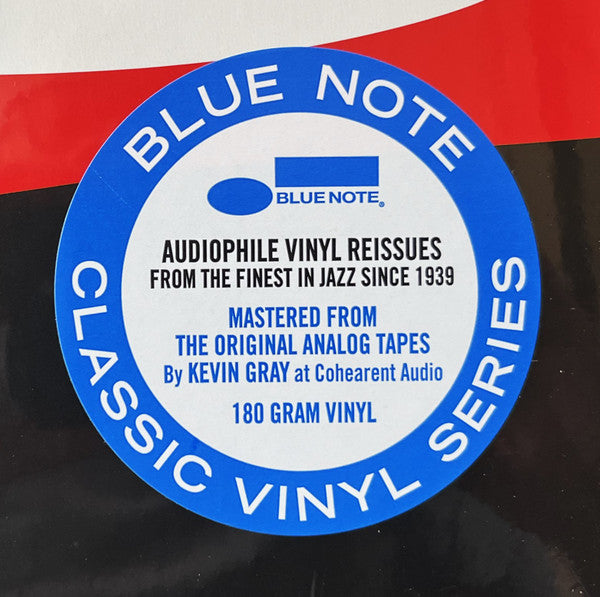 BLUE NOTE
BLUE NOTE®
AUDIOPHILE VINYL REISSUES
FROM THE FINEST IN JAZZ SINCE 1939
MASTERED FROM
THE ORIGINAL ANALOG TAPES
By KEVIN GRAY at Cohearent Audio
180 GRAM VINYL
CLASSIC VINYL SERIES